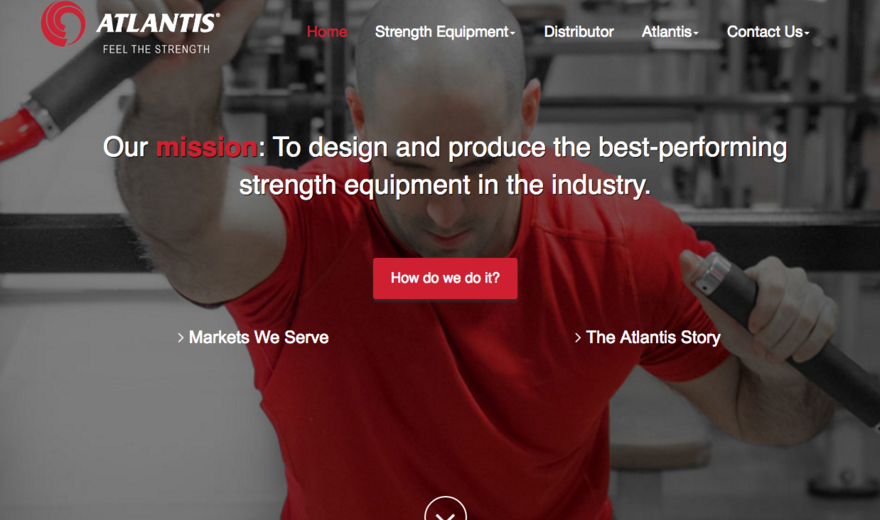 ATLANTIS®
FEEL THE STRENGTH
Home Strength Equipment Distributor Atlantis Contact Us
Our mission: To design and produce the best-performing
strength equipment in the industry.
How do we do it?
Markets We Serve
The Atlantis Story